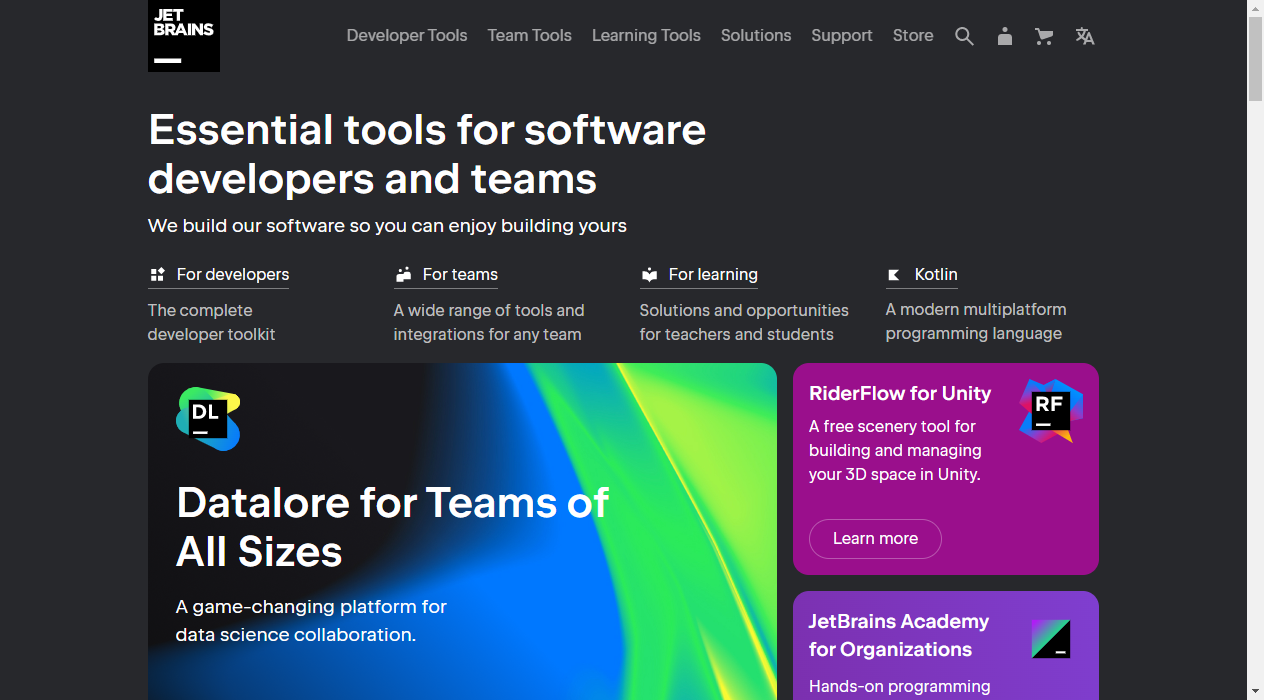 JET
BRAINS
Developer Tools Team Tools Learning Tools Solutions Support Store
Essential tools for software
developers and teams
We build our software so you can enjoy building yours
For developers
The complete
developer toolkit
For teams
A wide range of tools and
integrations for any team
For learning
Solutions and opportunities
for teachers and students
Kotlin
A modern multiplatform
programming language
DL
Datalore for Teams of
All Sizes
A game-changing platform for
data science collaboration.
RiderFlow for Unity
RF
A free scenery tool for
building and managing
your 3D space in Unity.
Learn more
JetBrains Academy
for Organizations
Hands-on programming